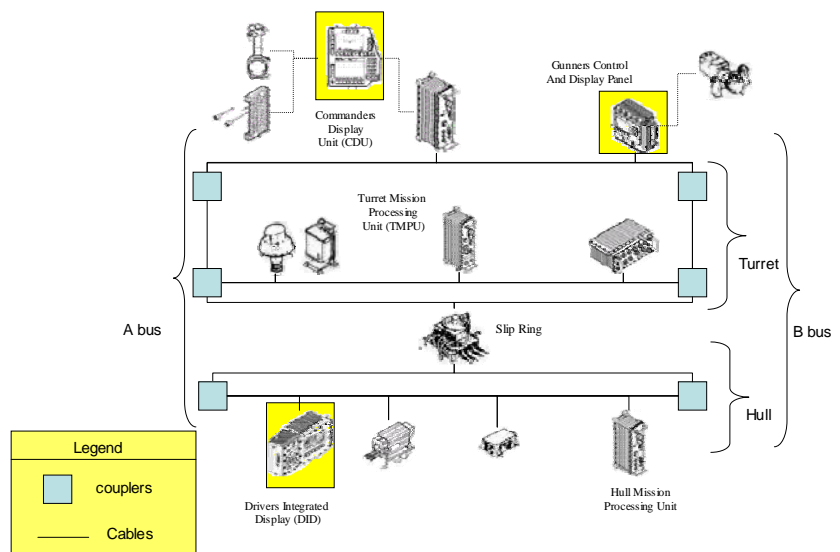 Gunners Control
And Display Panel
Commanders
Display
Unit (CDU)
Turret Mission
Processing
Unit (TMPU)
Turret
A bus
Slip Ring
B bus
Hull
Legend
couplers
Cables
Drivers Integrated
Display (DID)
Hull Mission
Processing Unit